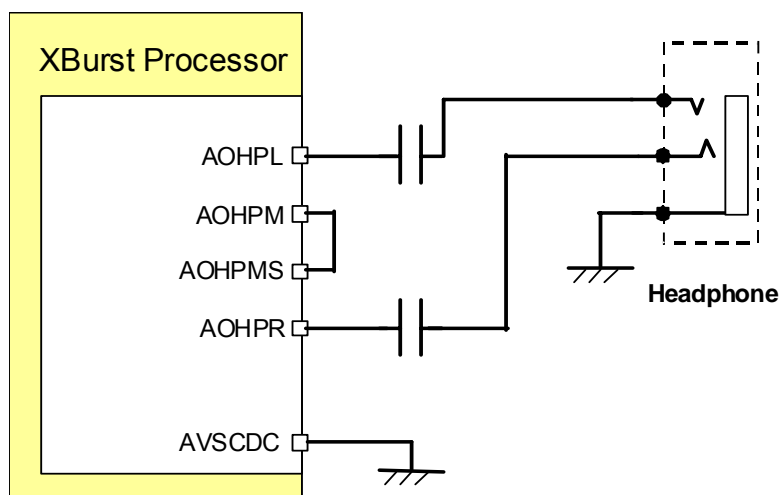 XBurst Processor
AOHPL
AOHPM
AOHPMS
AOHPR
AVSCDC
Headphone